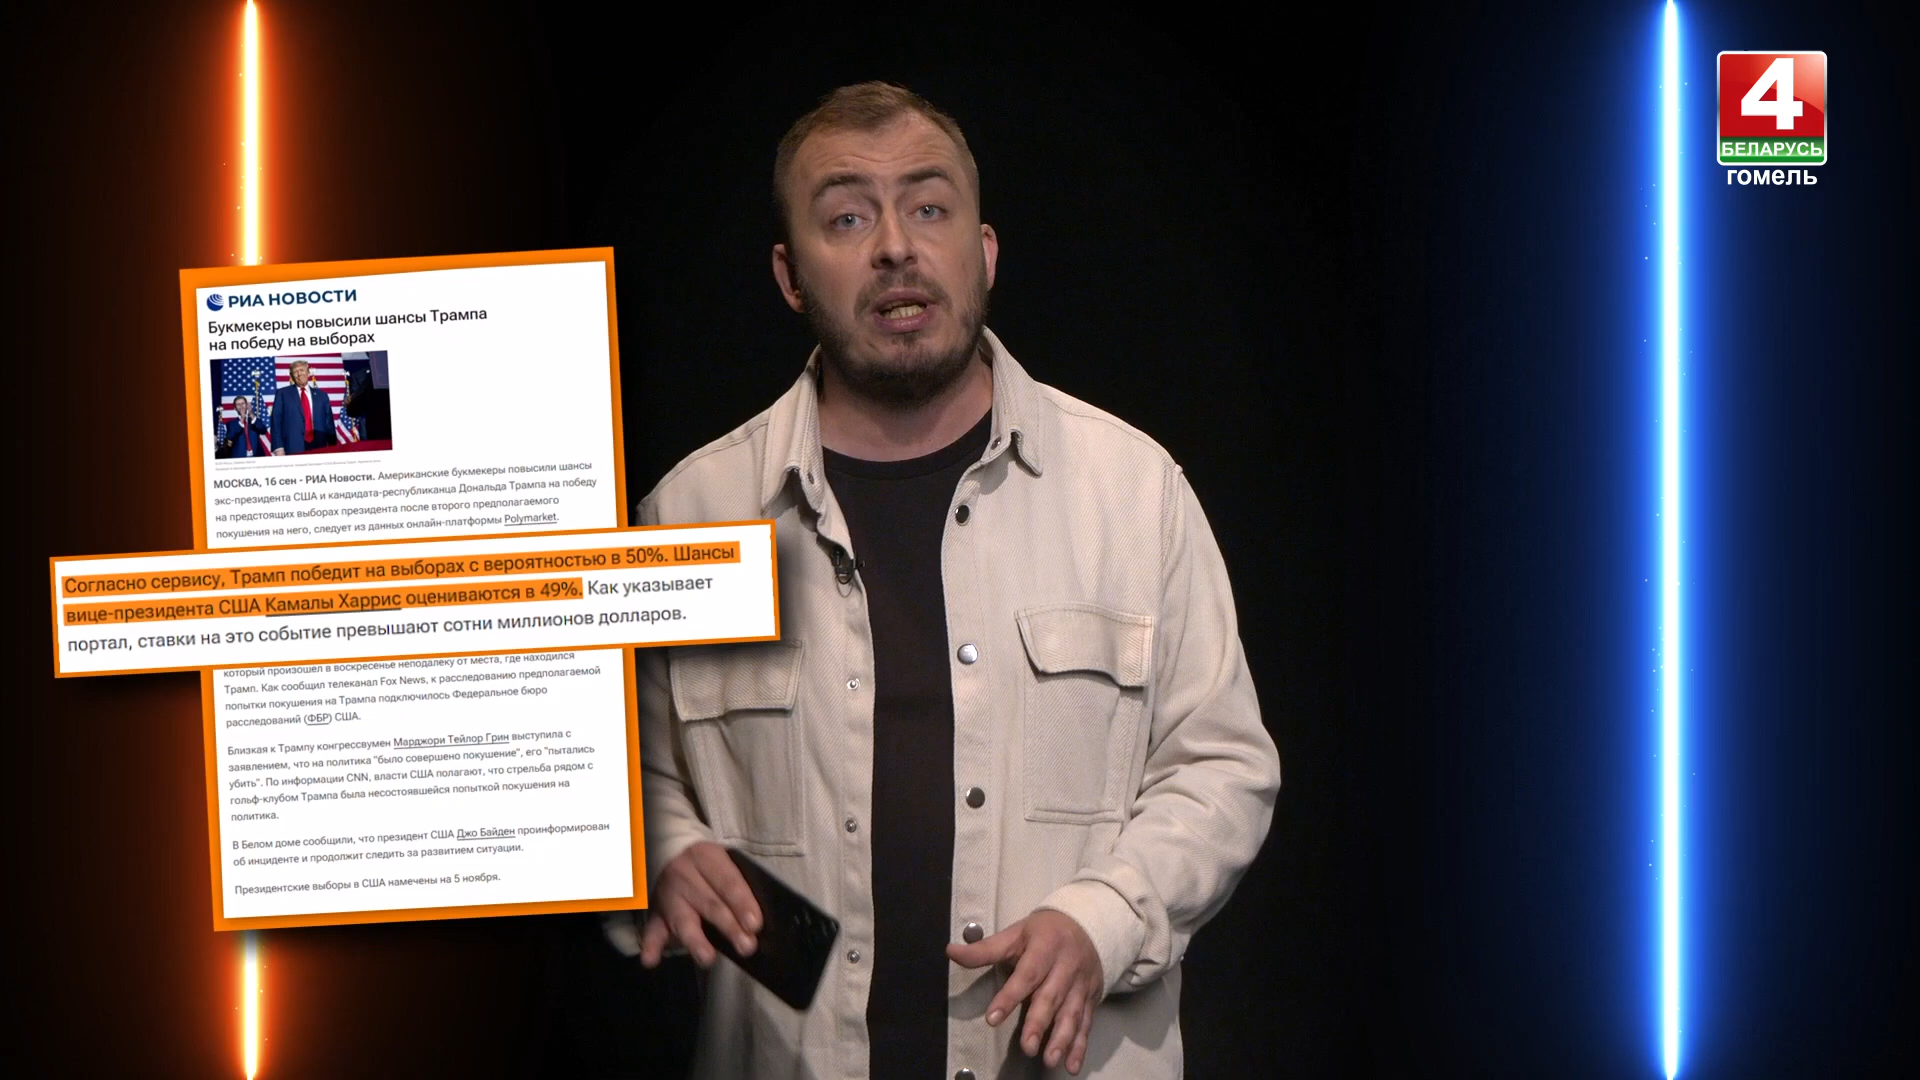 4
БЕЛАРУСЬ
гомель
РИА НОВОСТИ
Букмекеры повысили шансы Трампа
на победу на выборах
МОСКВА, 16 сен - РИА Новости. Американские букмекеры повысили шансы
экс-президента США и кандидата-республиканца Дональда Трампа на победу
на предстоящих выборах президента после второго предполагаемого
покушения на него, следует из данных онлайн-платформы Polymarket.
Согласно сервису, Трамп победит на выборах с вероятностью в 50%. Шансы
вице-президента США Камалы Харрис оцениваются в 49%. Как указывает
портал, ставки на это событие превышают сотни миллионов долларов.
который произошел в воскресенье неподалеку от места, где находился
Трамп. Как сообщил телеканал Fox News, к расследованию предполагаемой
попытки покушения на Трампа подключилось Федеральное бюро
расследований (ФБР) США.
Близкая к Трампу конгрессвумен Марджори Тейлор Грин выступила с
заявлением, что на политика "было совершено покушение", его "пытались
убить". По информации CNN, власти США полагают, что стрельба рядом с
гольф-клубом Трампа была несостоявшейся попыткой покушения на
политика.
В Белом доме сообщили, что президент США Джо Байден проинформирован
об инциденте и продолжит следить за развитием ситуации.
Президентские выборы в США намечены на 5 ноября.